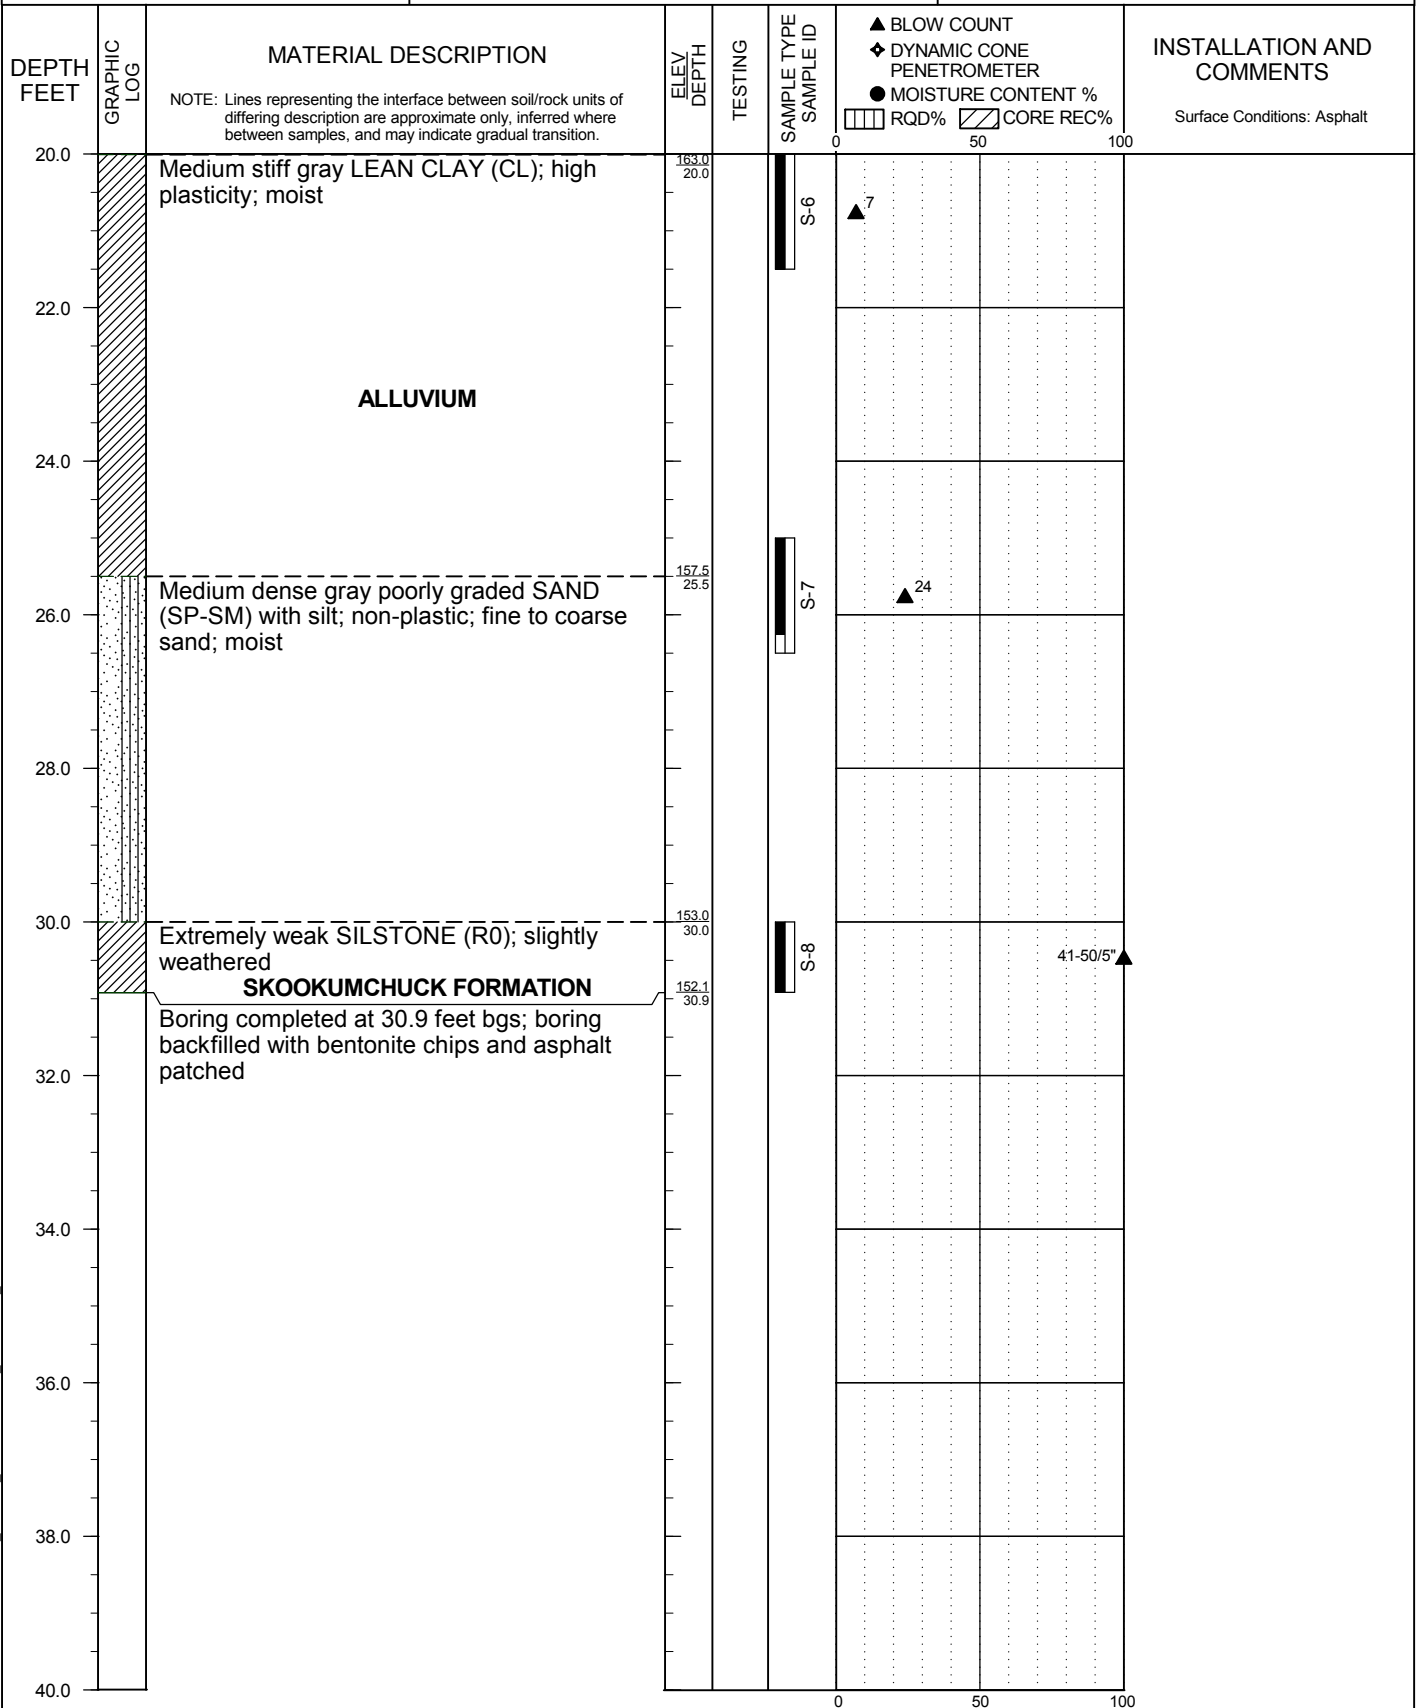 DEPTH
FEET
GRAPHIC
LOG
MATERIAL DESCRIPTION
NOTE: Lines representing the interface between soil/rock units of
differing description are approximate only, inferred where
between samples, and may indicate gradual transition.
ELEV
DEPTH
TESTING
SAMPLE TYPE
SAMPLE ID
▲ BLOW COUNT
DYNAMIC CONE
PENETROMETER
● MOISTURE CONTENT %
RQD% CORE REC%
0 50 100
INSTALLATION AND
COMMENTS
Surface Conditions: Asphalt
20.0
Medium stiff gray LEAN CLAY (CL); high
plasticity; moist
163.0
20.0
S-6
7
22.0
ALLUVIUM
24.0
157.5
25.5
Medium dense gray poorly graded SAND
(SP-SM) with silt; non-plastic; fine to coarse
sand; moist
S-7
24
26.0
28.0
30.0
153.0
30.0
Extremely weak SILSTONE (R0); slightly
weathered
S-8
41-50/5"
SKOOKUMCHUCK FORMATION
152.1
30.9
Boring completed at 30.9 feet bgs; boring
backfilled with bentonite chips and asphalt
patched
32.0
34.0
36.0
38.0
40.0
0 50 100